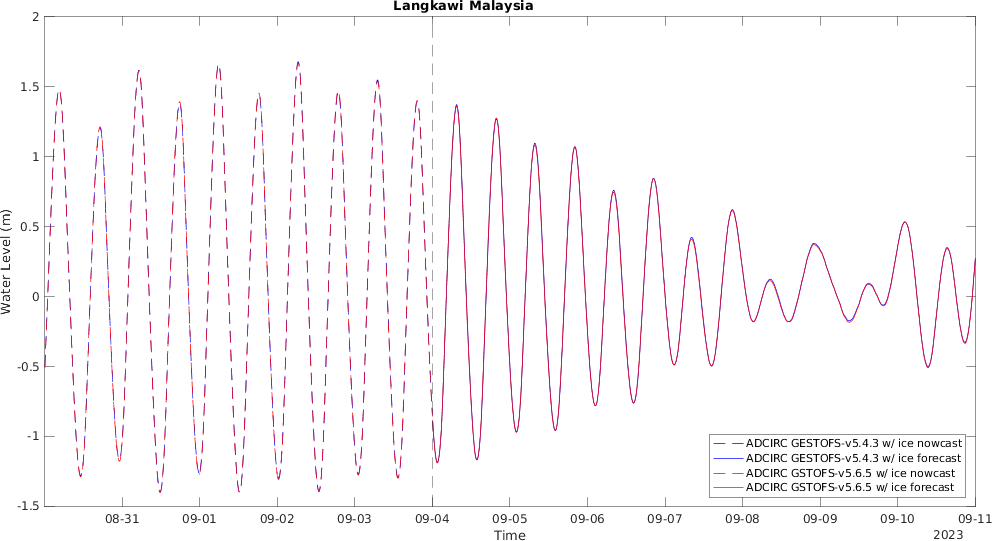 Langkawi Malaysia
2
1.5
1
0.5
0
-0.5
-1
-1.5
Water Level (m)
08-31 09-01 09-02 09-03 09-04 09-05 09-06 09-07 09-08 09-09 09-10 09-11
Time
2023
ADCIRC GESTOFS-v5.4.3 w/ ice nowcast
ADCIRC GESTOFS-v5.4.3 w/ ice forecast
ADCIRC GSTOFS-v5.6.5 w/ ice nowcast
ADCIRC GSTOFS-v5.6.5 w/ ice forecast